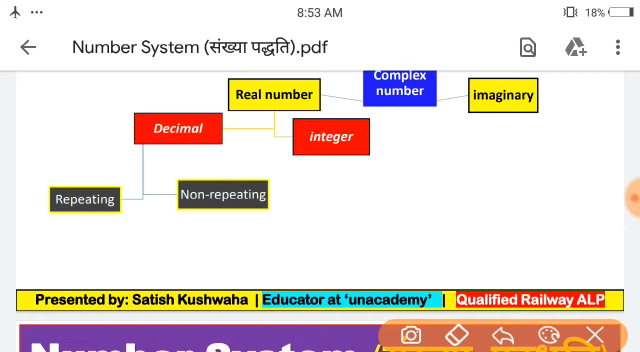 8:53 AM
18%
Number System (संख्या पद्धति).pdf
Complex
number
Real number
imaginary
Decimal
integer
Repeating
Non-repeating
Presented by: Satish Kushwaha | Educator at ‘unacademy’ | Qualified Railway ALP
Number System